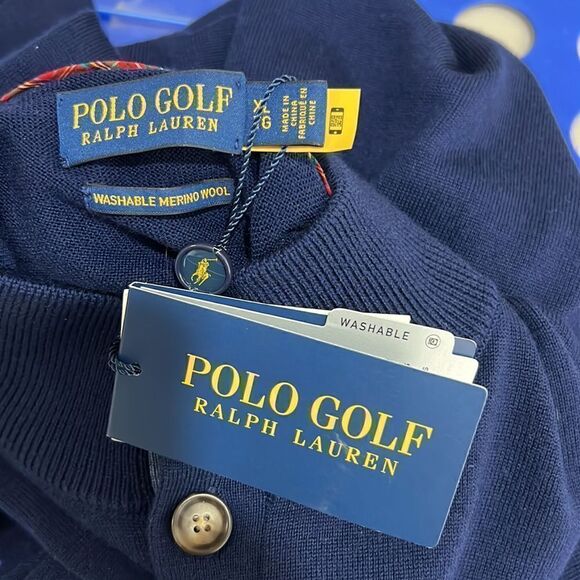 POLO GOLF
RALPH LAUREN
XL
G
MADE IN
CHINA
FABRIQUÉ EN
CHINE
WASHABLE MERINO WOOL
WASHABLE
POLO GOLF
RALPH LAUREN